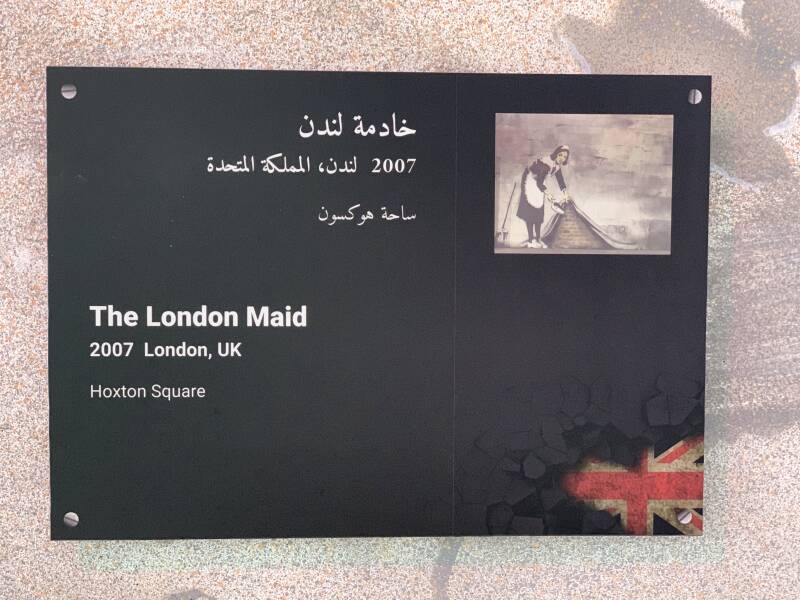 خادمة لندن
2007 لندن، المملكة المتحدة
ساحة هوكسون
The London Maid
2007 London, UK
Hoxton Square